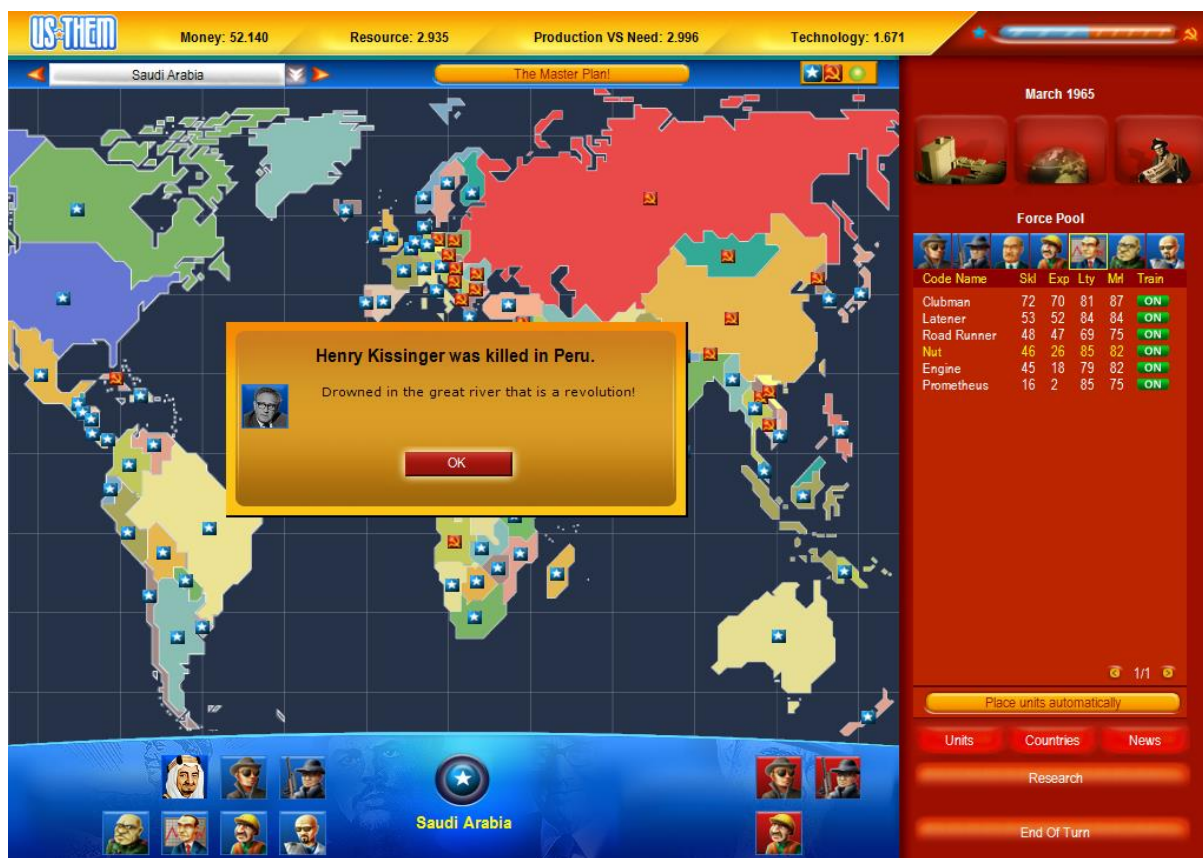 US THEM
Money: 52.140
Resource: 2.935
Production VS Need: 2.996
Technology: 1.671
Saudi Arabia
The Master Plan!
March 1965
Force Pool
Code Name Skl Exp Lty Mrl Train
Clubman 72 70 81 87 ON
Latener 53 52 84 84 ON
Road Runner 48 47 69 75 ON
Nut 46 26 85 82 ON
Engine 45 18 79 82 ON
Prometheus 16 2 85 75 ON
Henry Kissinger was killed in Peru.
Drowned in the great river that is a revolution!
OK
1/1
Place units automatically
Units Countries News
Research
End Of Turn
Saudi Arabia